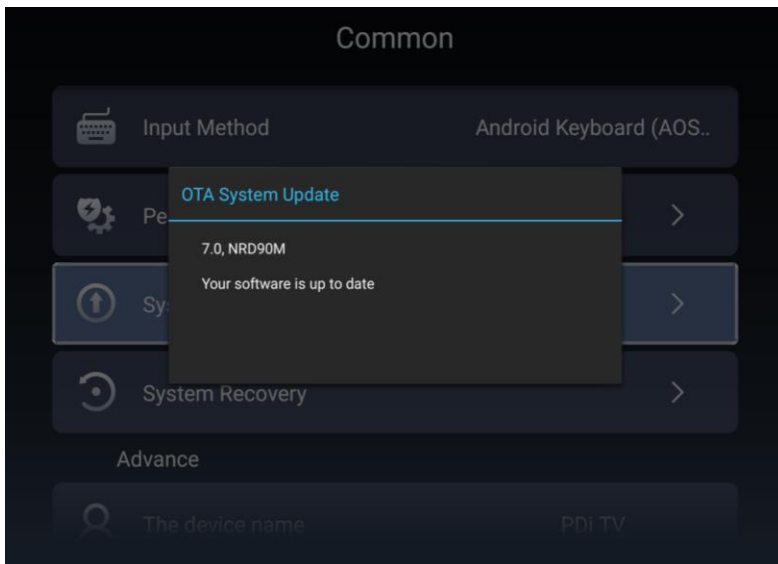 Common
Input Method Android Keyboard (AOS..
Pe
OTA System Update
7.0, NRD90M
Your software is up to date
Sy
System Recovery
Advance
The device name PDi TV